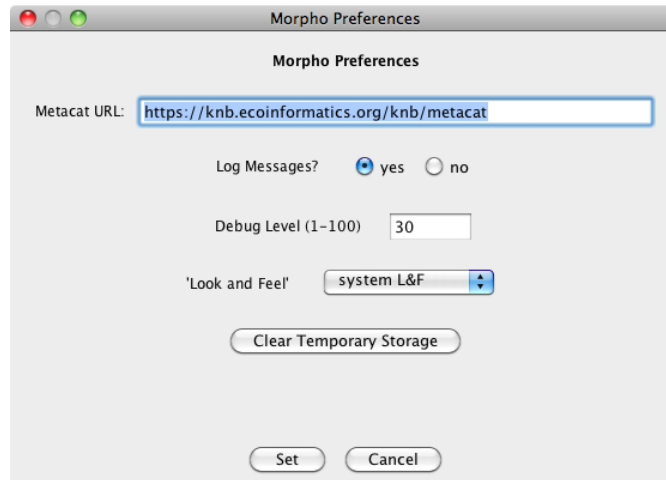 Morpho Preferences
Morpho Preferences
Metacat URL: https://knb.ecoinformatics.org/knb/metacat
Log Messages? yes no
Debug Level (1-100) 30
'Look and Feel' system L&F
Clear Temporary Storage
Set Cancel